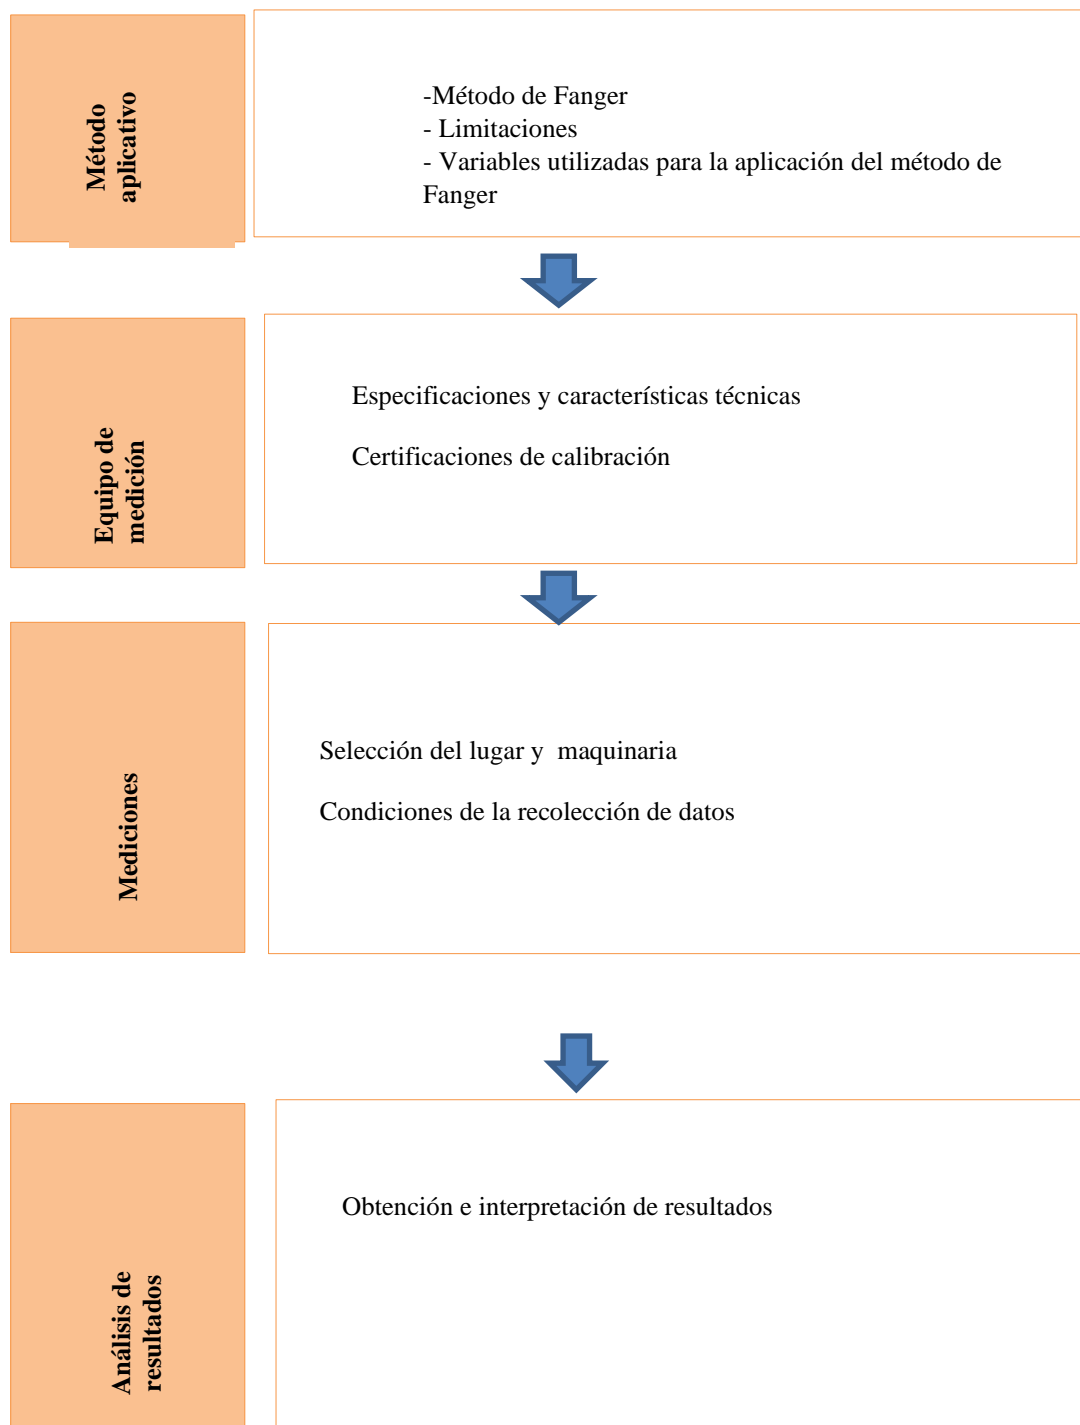 Método
aplicativo
-Método de Fanger
- Limitaciones
- Variables utilizadas para la aplicación del método de
Fanger
Equipo de
medición
Especificaciones y características técnicas
Certificaciones de calibración
Mediciones
Selección del lugar y  maquinaria
Condiciones de la recolección de datos
Análisis de
resultados
Obtención e interpretación de resultados